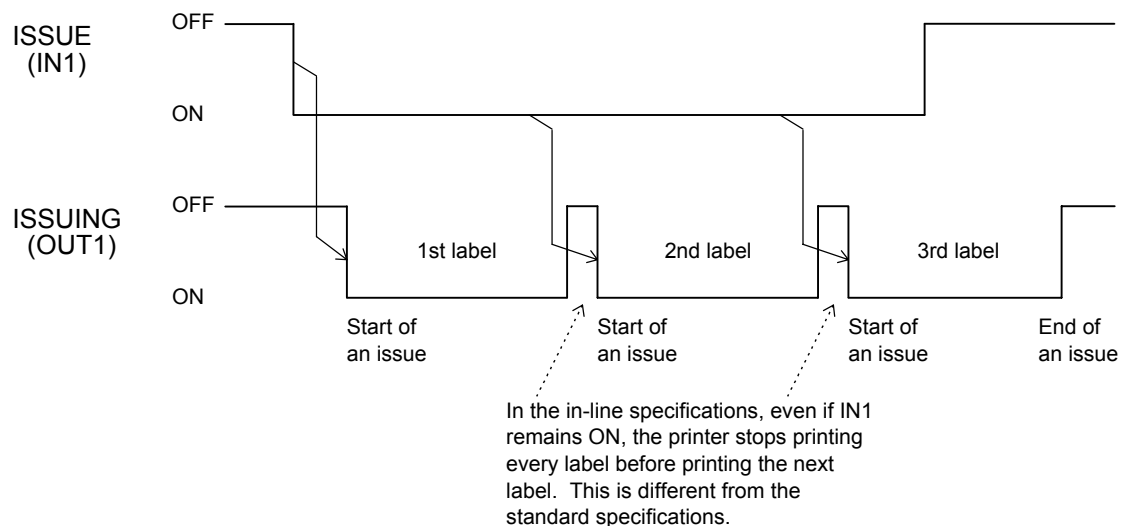 ISSUE
(IN1)
OFF
ON
ISSUING
(OUT1)
OFF
ON
1st label
2nd label
3rd label
Start of
an issue
Start of
an issue
Start of
an issue
End of
an issue
In the in-line specifications, even if IN1
remains ON, the printer stops printing
every label before printing the next
label.  This is different from the
standard specifications.